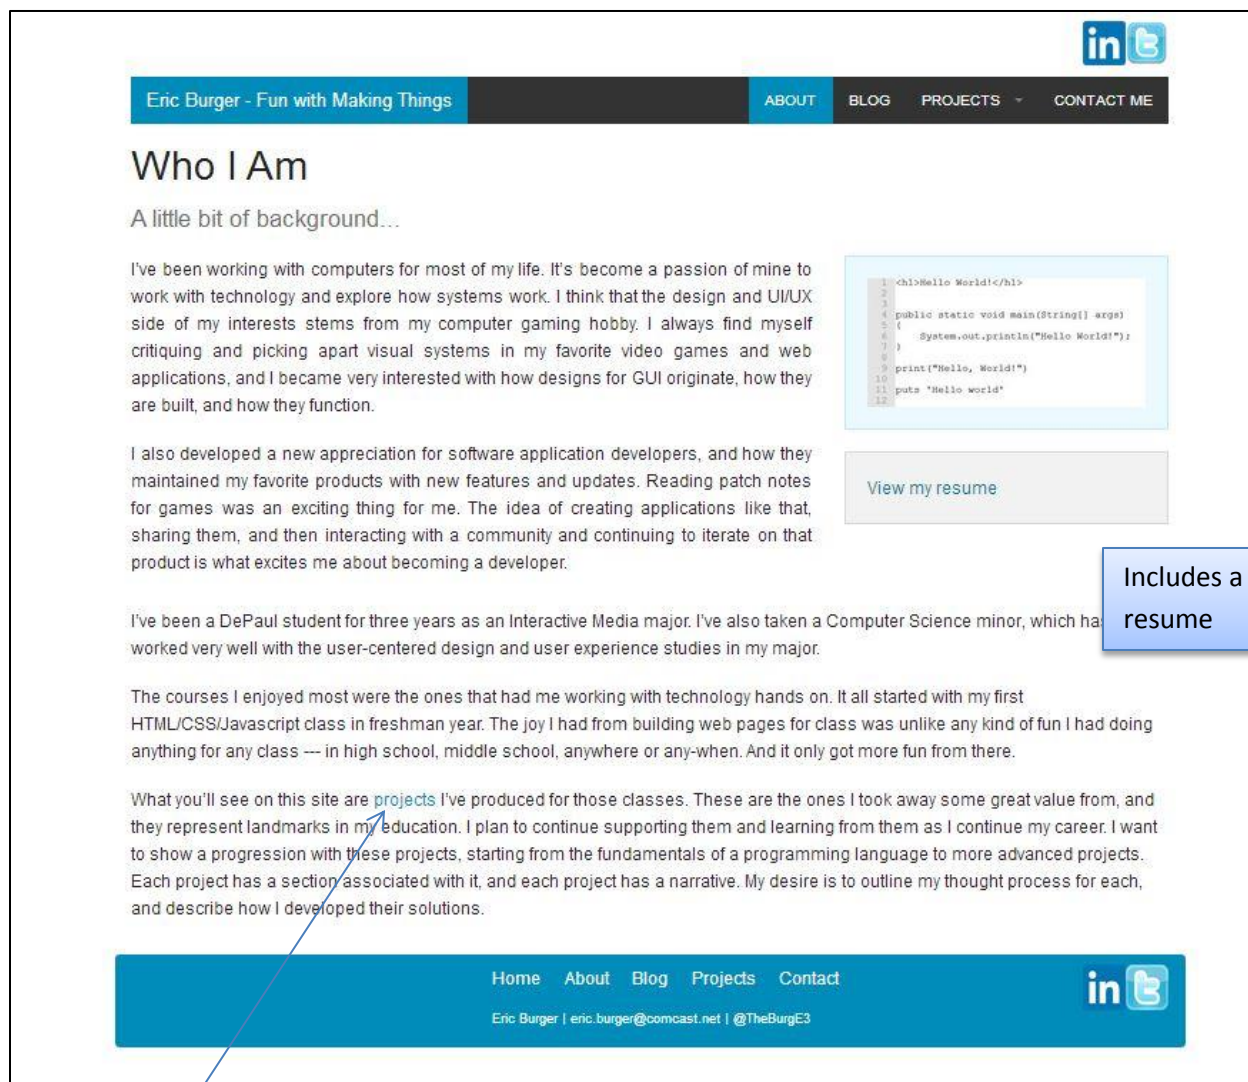 in t
Eric Burger - Fun with Making Things ABOUT BLOG PROJECTS CONTACT ME
Who I Am
A little bit of background...
I've been working with computers for most of my life. It's become a passion of mine to
work with technology and explore how systems work. I think that the design and UI/UX
side of my interests stems from my computer gaming hobby. I always find myself
critiquing and picking apart visual systems in my favorite video games and web
applications, and I became very interested with how designs for GUI originate, how they
are built, and how they function.
1 <h1>Hello World!</h1>
2
3
4 public static void main(String[] args)
5 {
6 System.out.println("Hello World!");
7 }
8
9 print("Hello, World!")
10
11 puts 'Hello world'
12
I also developed a new appreciation for software application developers, and how they
maintained my favorite products with new features and updates. Reading patch notes
for games was an exciting thing for me. The idea of creating applications like that,
sharing them, and then interacting with a community and continuing to iterate on that
product is what excites me about becoming a developer.
View my resume
Includes a
resume
I've been a DePaul student for three years as an Interactive Media major. I've also taken a Computer Science minor, which has
worked very well with the user-centered design and user experience studies in my major.
The courses I enjoyed most were the ones that had me working with technology hands on. It all started with my first
HTML/CSS/Javascript class in freshman year. The joy I had from building web pages for class was unlike any kind of fun I had doing
anything for any class --- in high school, middle school, anywhere or any-when. And it only got more fun from there.
What you'll see on this site are projects I've produced for those classes. These are the ones I took away some great value from, and
they represent landmarks in my education. I plan to continue supporting them and learning from them as I continue my career. I want
to show a progression with these projects, starting from the fundamentals of a programming language to more advanced projects.
Each project has a section associated with it, and each project has a narrative. My desire is to outline my thought process for each,
and describe how I developed their solutions.
Home About Blog Projects Contact
Eric Burger | eric.burger@comcast.net | @TheBurgE3
in t